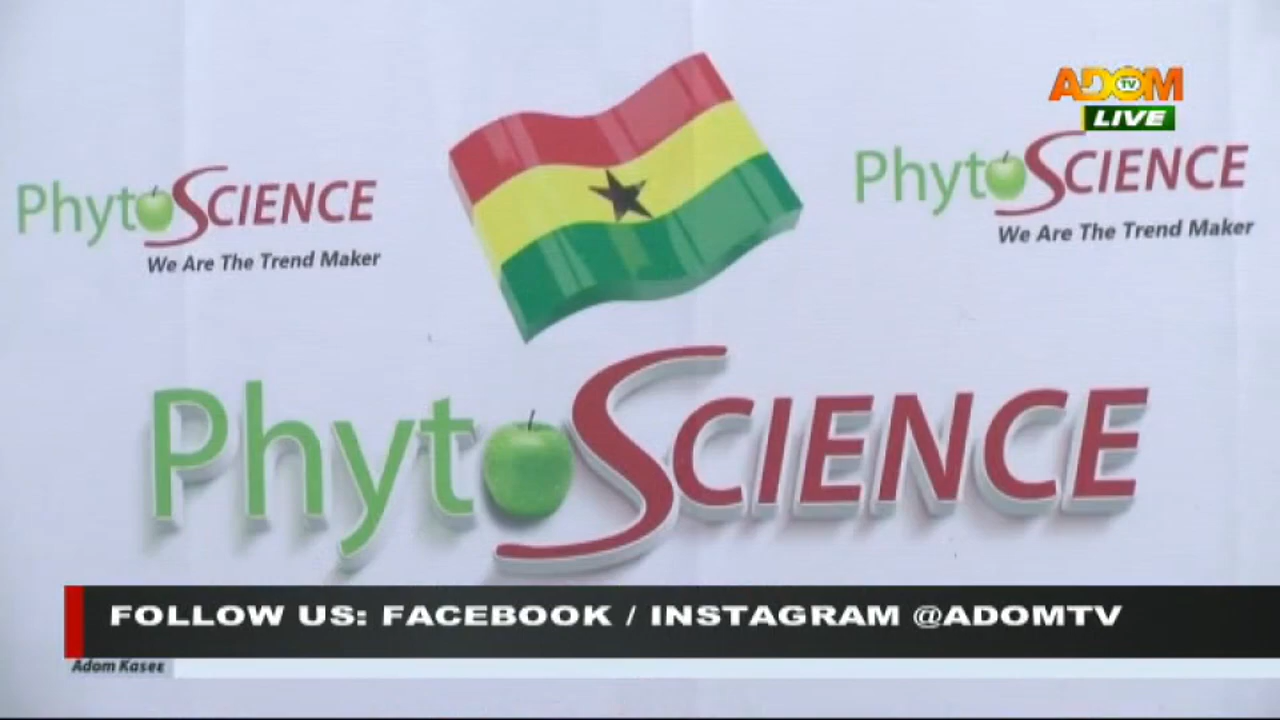 ADOM TV
LIVE
PhytoSCIENCE
We Are The Trend Maker
PhytoSCIENCE
We Are The Trend Maker
PhytoSCIENCE
FOLLOW US: FACEBOOK / INSTAGRAM @ADOMTV
Adom Kasee